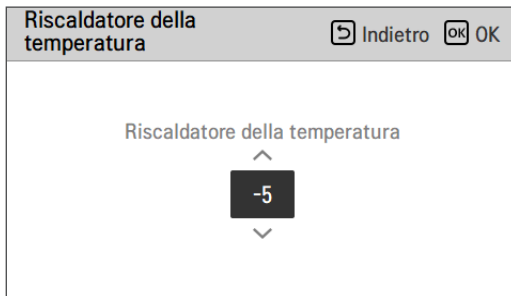 Riscaldatore della
temperatura
Indietro OK OK
Riscaldatore della temperatura
-5